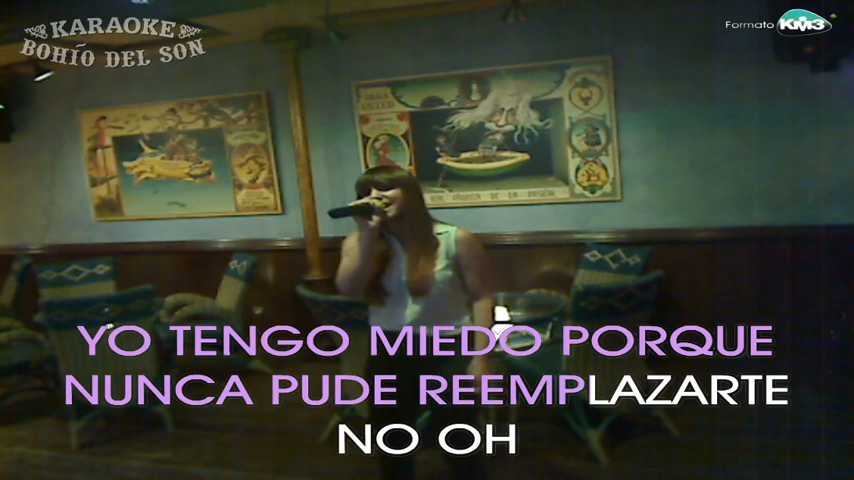 KARAOKE
BOHÍO DEL SON
Formato KM3
YO TENGO MIEDO PORQUE
NUNCA PUDE REEMPLAZARTE
NO OH